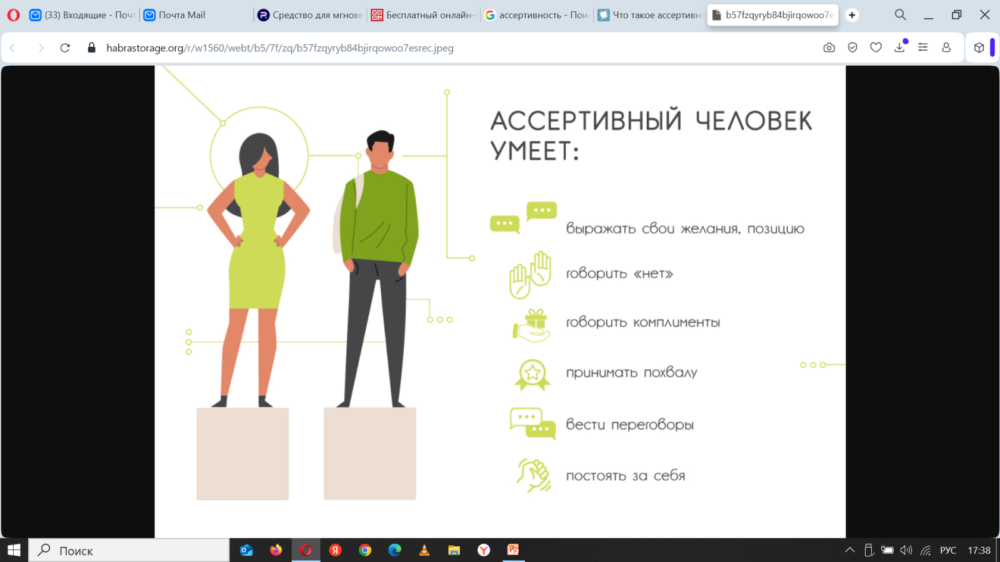 (33) Входящие - Почт
Почта Mail
Средство для мгнове
Бесплатный онлайн-
ассертивность - Пои
Что такое ассертивно
b57fzqyryb84bjirqowoo7e
habrastorage.org/r/w1560/webt/b5/7f/zq/b57fzqyryb84bjirqowoo7esrec.jpeg
АССЕРТИВНЫЙ ЧЕЛОВЕК
УМЕЕТ:
выражать свои желания, позицию
говорить «нет»
говорить комплименты
принимать похвалу
вести переговоры
постоять за себя
Поиск
РУС
17:38